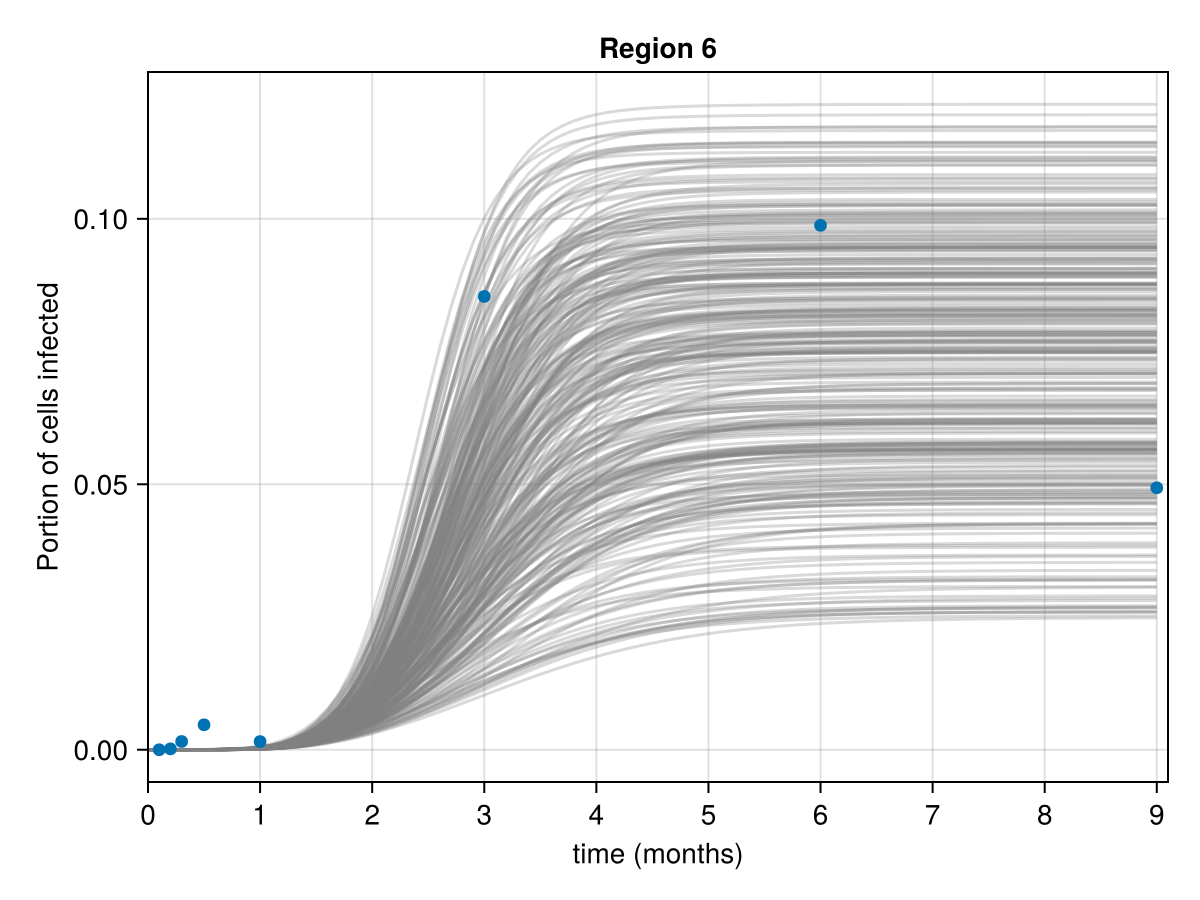 Region 6
Portion of cells infected
0.10
0.05
0.00
0 1 2 3 4 5 6 7 8 9
time (months)